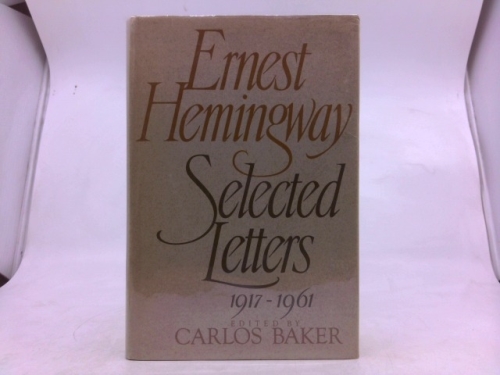 Ernest
Hemingway
Selected
Letters
1917-1961
EDITED BY
CARLOS BAKER